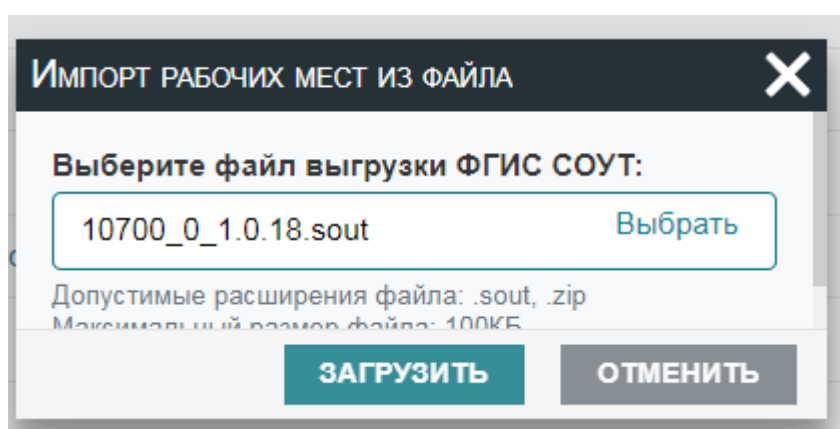 Импорт рабочих мест из файла
Выберите файл выгрузки ФГИС СОУТ:
10700_0_1.0.18.sout Выбрать
Допустимые расширения файла: .sout, .zip
Максимальный размер файла: 100КБ
ЗАГРУЗИТЬ ОТМЕНИТЬ